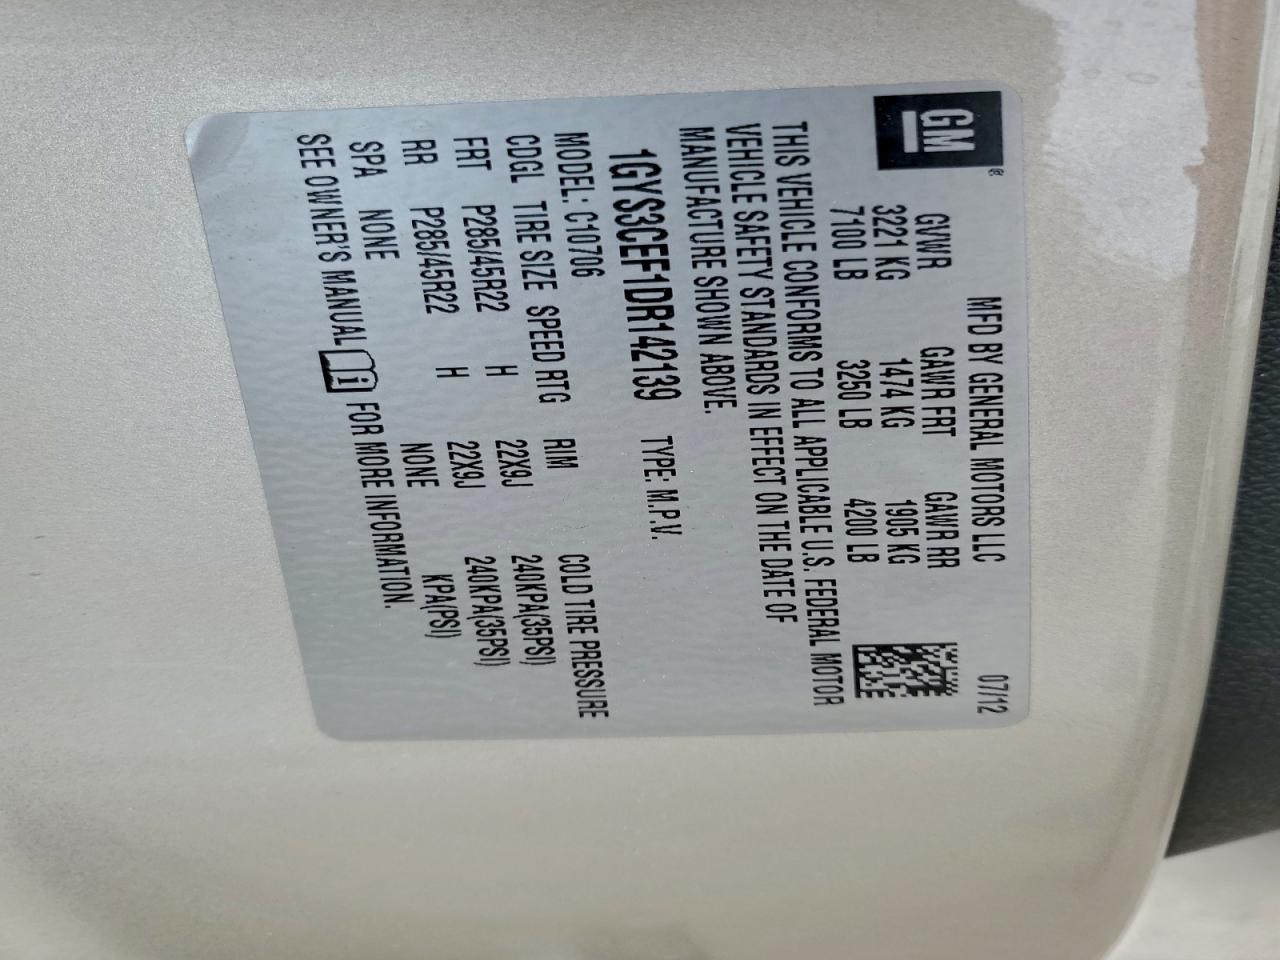 GM
MFD BY GENERAL MOTORS LLC 07/12
GVWR GAWR FRT GAWR RR
3221 KG 1474 KG 1905 KG
7100 LB 3250 LB 4200 LB
THIS VEHICLE CONFORMS TO ALL APPLICABLE U.S. FEDERAL MOTOR
VEHICLE SAFETY STANDARDS IN EFFECT ON THE DATE OF
MANUFACTURE SHOWN ABOVE.
1GYS3CEF1DR142139 TYPE: M.P.V.
MODEL: C10706
CDGL TIRE SIZE SPEED RTG RIM COLD TIRE PRESSURE
FRT P285/45R22 H 22X9J 240KPA(35PSI)
RR P285/45R22 H 22X9J 240KPA(35PSI)
SPA NONE NONE KPA(PSI)
SEE OWNER'S MANUAL FOR MORE INFORMATION.